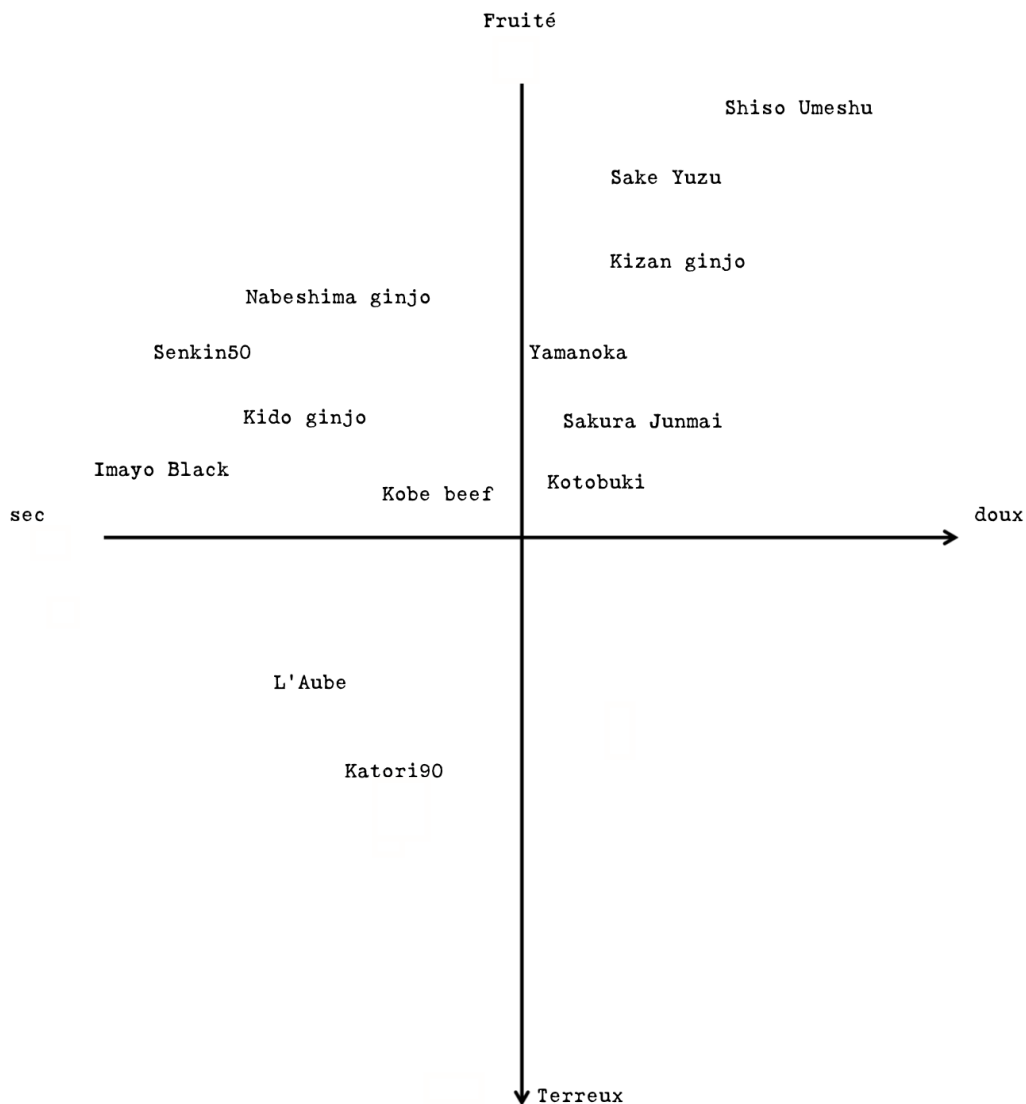 Fruité
Shiso Umeshu
Sake Yuzu
Kizan ginjo
Nabeshima ginjo
Senkin50
Yamanoka
Kido ginjo
Sakura Junmai
Imayo Black
Kotobuki
Kobe beef
sec
doux
L'Aube
Katori90
Terreux